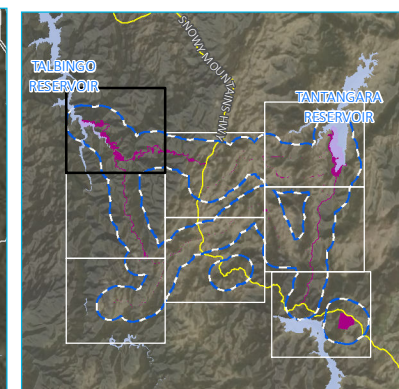 SNOWY MOUNTAINS HWY
TALBINGO
RESERVOIR
TANTANGARA
RESERVOIR